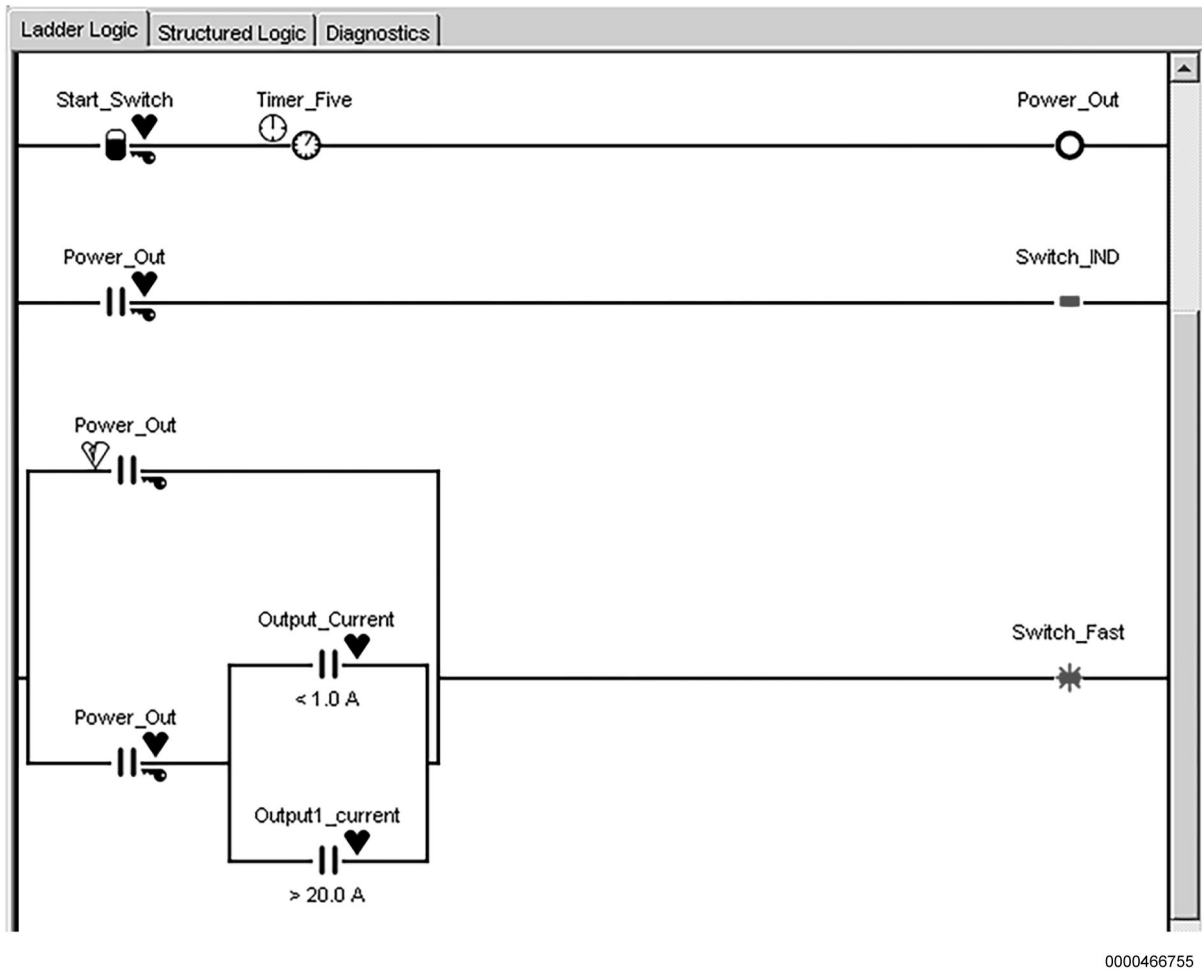 Ladder Logic
Structured Logic
Diagnostics
Start_Switch
Timer_Five
Power_Out
Power_Out
Switch_IND
Power_Out
Output_Current
< 1.0 A
Switch_Fast
Power_Out
Output1_current
> 20.0 A
0000466755